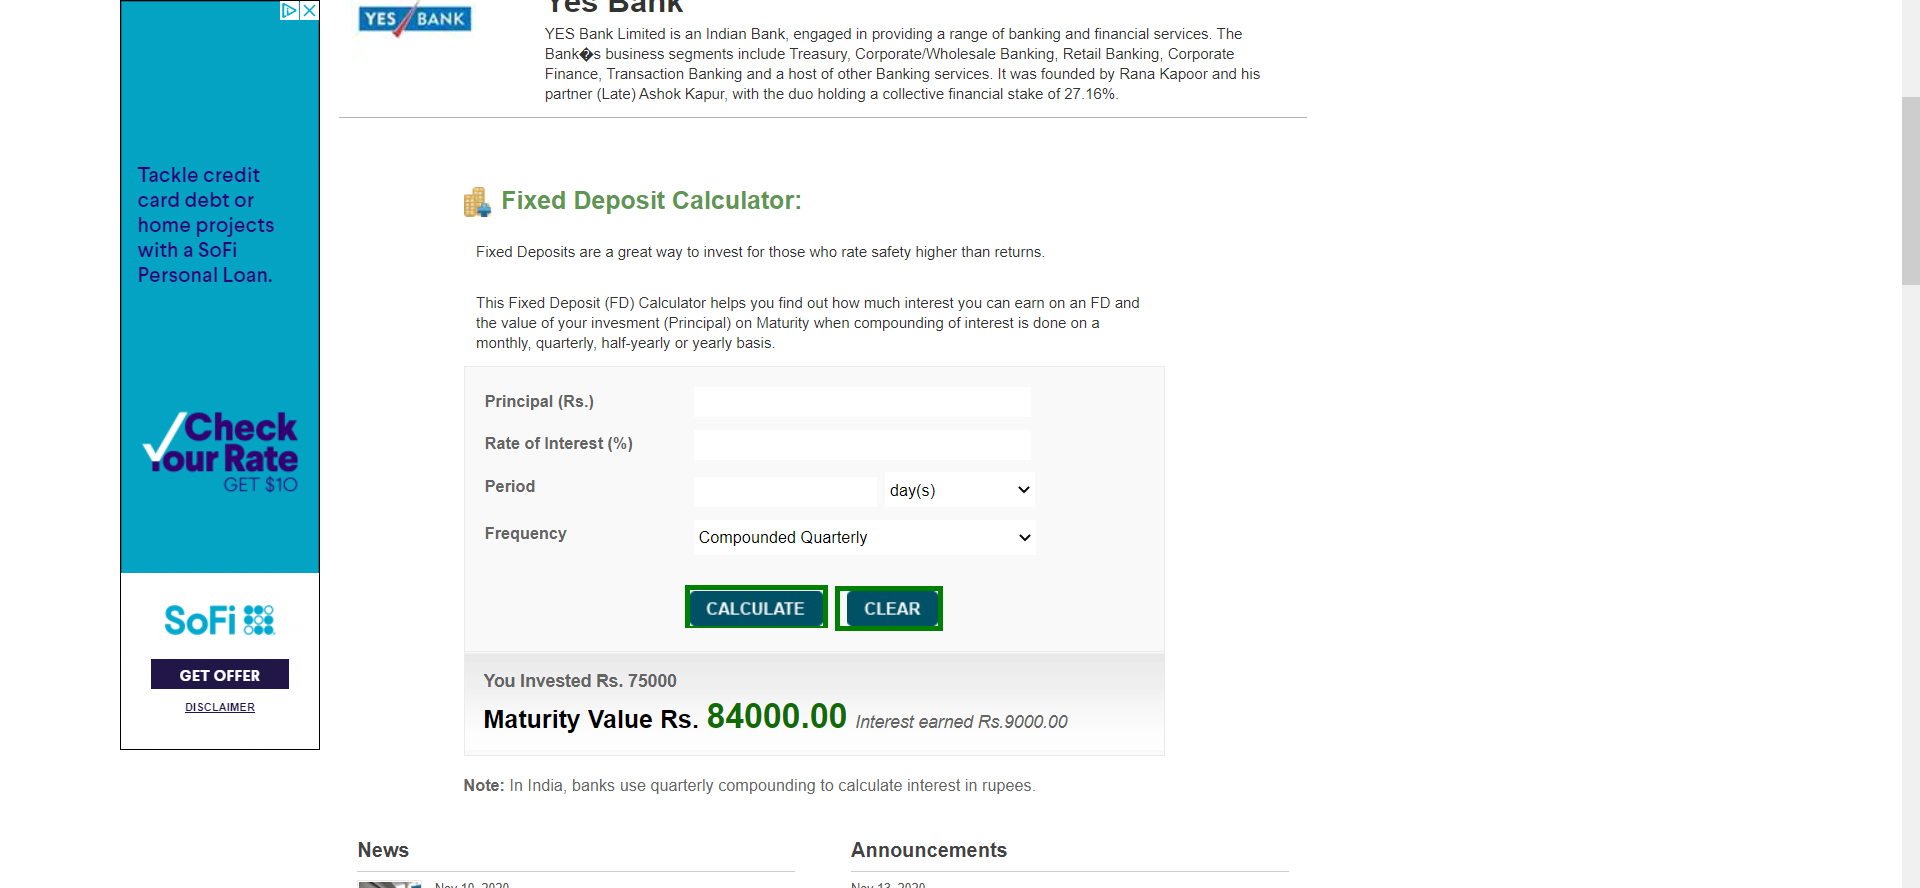 Yes Bank
YES BANK
YES Bank Limited is an Indian Bank, engaged in providing a range of banking and financial services. The
Bank�s business segments include Treasury, Corporate/Wholesale Banking, Retail Banking, Corporate
Finance, Transaction Banking and a host of other Banking services. It was founded by Rana Kapoor and his
partner (Late) Ashok Kapur, with the duo holding a collective financial stake of 27.16%.
Tackle credit
card debt or
home projects
with a SoFi
Personal Loan.
Check
Your Rate
GET $10
SoFi
GET OFFER
DISCLAIMER
Fixed Deposit Calculator:
Fixed Deposits are a great way to invest for those who rate safety higher than returns.
This Fixed Deposit (FD) Calculator helps you find out how much interest you can earn on an FD and
the value of your invesment (Principal) on Maturity when compounding of interest is done on a
monthly, quarterly, half-yearly or yearly basis.
Principal (Rs.)
Rate of Interest (%)
Period day(s)
Frequency Compounded Quarterly
CALCULATE CLEAR
You Invested Rs. 75000
Maturity Value Rs. 84000.00 Interest earned Rs.9000.00
Note: In India, banks use quarterly compounding to calculate interest in rupees.
News
Nov 10, 2020
Announcements
Nov 13, 2020